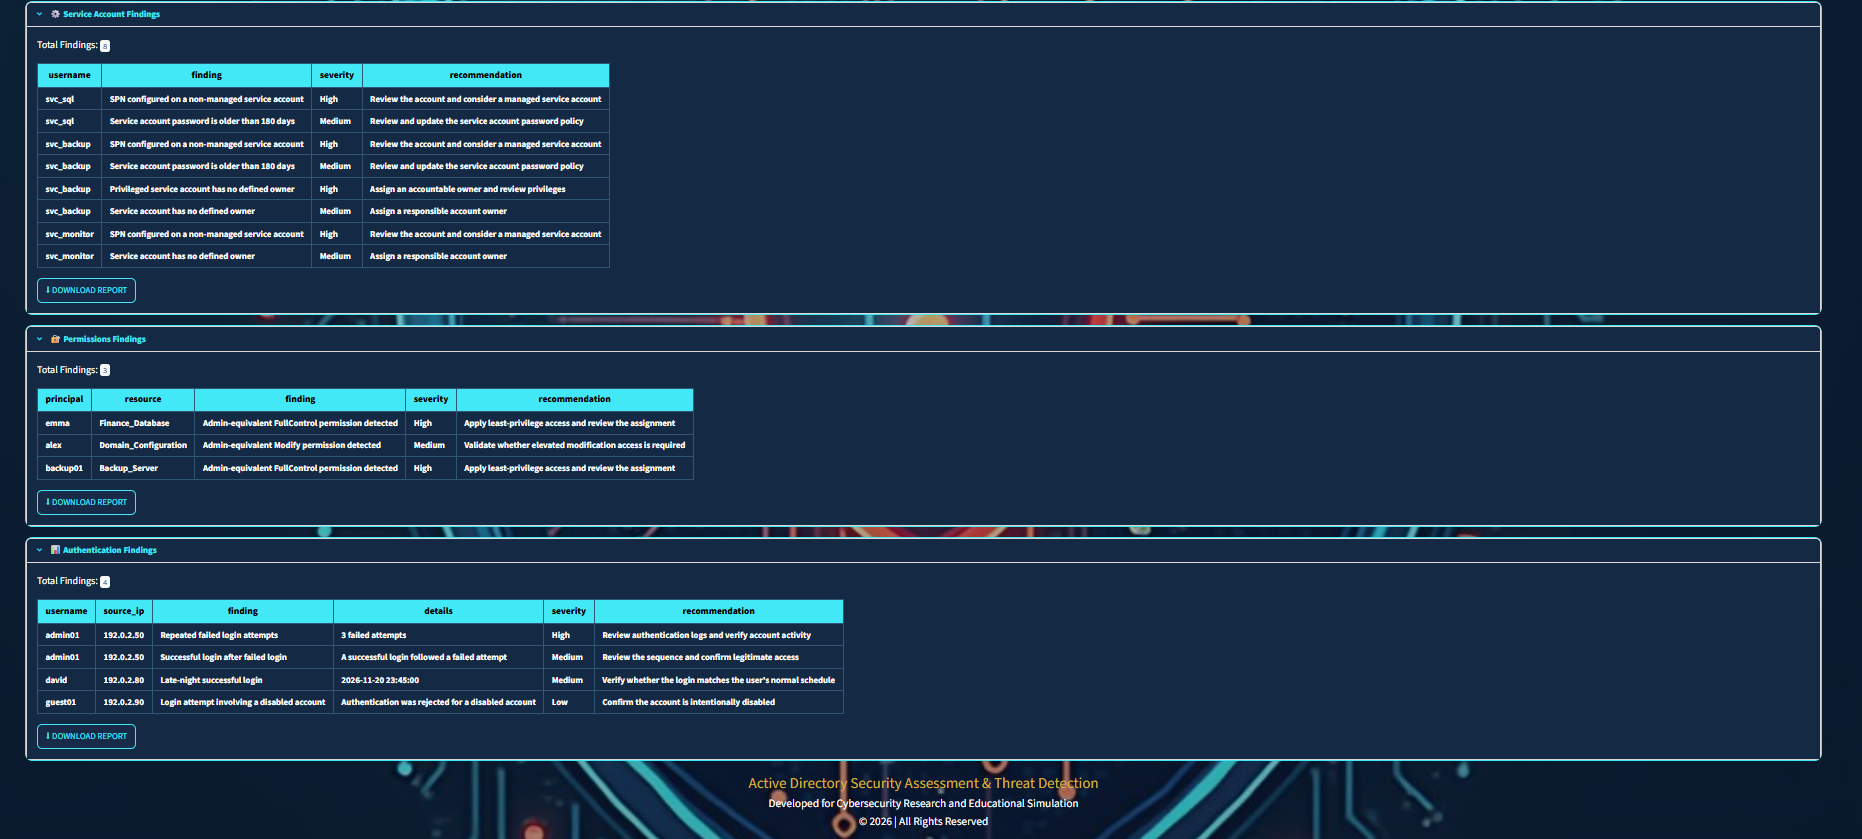 Service Account Findings
Total Findings: 8
username finding severity recommendation
svc_sql SPN configured on a non-managed service account High Review the account and consider a managed service account
svc_sql Service account password is older than 180 days Medium Review and update the service account password policy
svc_backup SPN configured on a non-managed service account High Review the account and consider a managed service account
svc_backup Service account password is older than 180 days Medium Review and update the service account password policy
svc_backup Privileged service account has no defined owner High Assign an accountable owner and review privileges
svc_backup Service account has no defined owner Medium Assign a responsible account owner
svc_monitor SPN configured on a non-managed service account High Review the account and consider a managed service account
svc_monitor Service account has no defined owner Medium Assign a responsible account owner
DOWNLOAD REPORT
Permissions Findings
Total Findings: 3
principal resource finding severity recommendation
emma Finance_Database Admin-equivalent FullControl permission detected High Apply least-privilege access and review the assignment
alex Domain_Configuration Admin-equivalent Modify permission detected Medium Validate whether elevated modification access is required
backup01 Backup_Server Admin-equivalent FullControl permission detected High Apply least-privilege access and review the assignment
DOWNLOAD REPORT
Authentication Findings
Total Findings: 4
username source_ip finding details severity recommendation
admin01 192.0.2.50 Repeated failed login attempts 3 failed attempts High Review authentication logs and verify account activity
admin01 192.0.2.50 Successful login after failed login A successful login followed a failed attempt Medium Review the sequence and confirm legitimate access
david 192.0.2.80 Late-night successful login 2026-11-20 23:45:00 Medium Verify whether the login matches the user's normal schedule
guest01 192.0.2.90 Login attempt involving a disabled account Authentication was rejected for a disabled account Low Confirm the account is intentionally disabled
DOWNLOAD REPORT
Active Directory Security Assessment & Threat Detection
Developed for Cybersecurity Research and Educational Simulation
© 2026 | All Rights Reserved